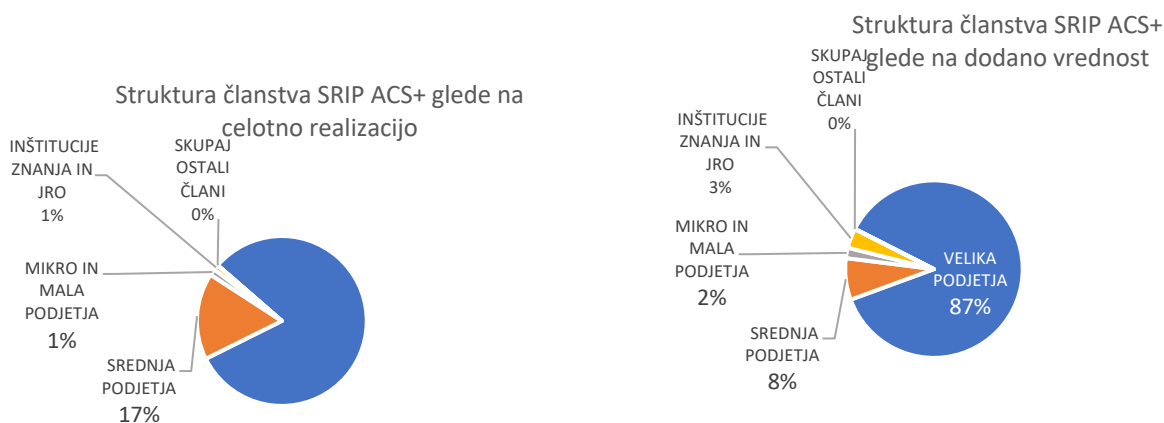 Struktura članstva SRIP ACS+ glede na
celotno realizacijo
INŠTITUCIJE
ZNANJA IN
JRO
1%
SKUPAJ
OSTALI
ČLANI
0%
MIKRO IN
MALA
PODJETJA
1%
SREDNJA
PODJETJA
17%
Struktura članstva SRIP ACS+
glede na dodano vrednost
SKUPAJ
OSTALI
ČLANI
0%
INŠTITUCIJE
ZNANJA IN
JRO
3%
MIKRO IN
MALA
PODJETJA
2%
SREDNJA
PODJETJA
8%
VELIKA
PODJETJA
87%